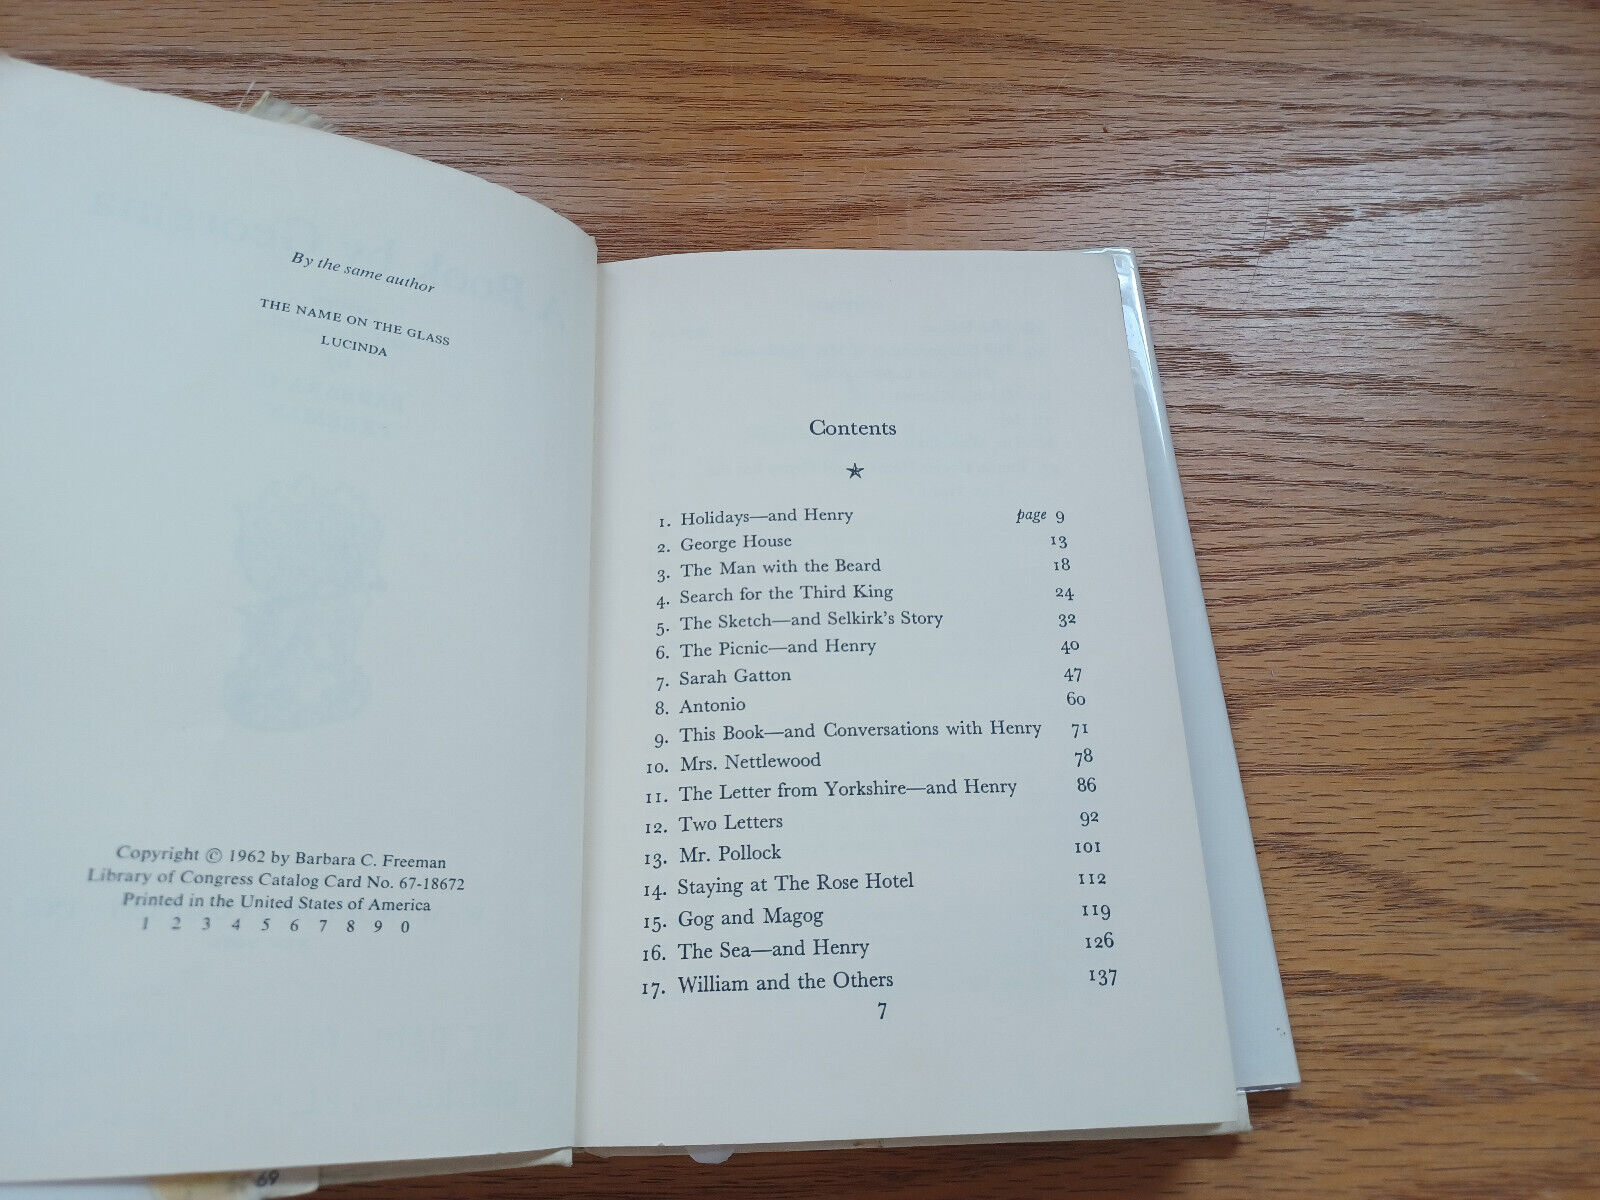 By the same author
THE NAME ON THE GLASS
LUCINDA
Copyright © 1962 by Barbara C. Freeman
Library of Congress Catalog Card No. 67-18672
Printed in the United States of America
1 2 3 4 5 6 7 8 9 0
69
Contents
1. Holidays—and Henry page 9
2. George House 13
3. The Man with the Beard 18
4. Search for the Third King 24
5. The Sketch—and Selkirk's Story 32
6. The Picnic—and Henry 40
7. Sarah Gatton 47
8. Antonio 60
9. This Book—and Conversations with Henry 71
10. Mrs. Nettlewood 78
11. The Letter from Yorkshire—and Henry 86
12. Two Letters 92
13. Mr. Pollock 101
14. Staying at The Rose Hotel 112
15. Gog and Magog 119
16. The Sea—and Henry 126
17. William and the Others 137
7